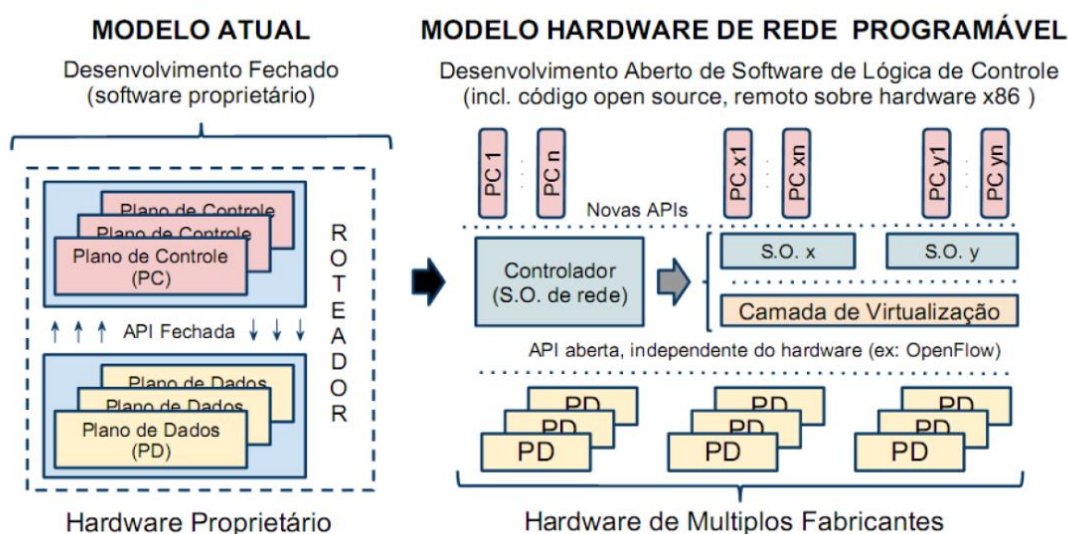 MODELO ATUAL
Desenvolvimento Fechado
(software proprietário)
Plano de Controle
Plano de Controle
Plano de Controle
(PC)
API Fechada
Plano de Dados
Plano de Dados
Plano de Dados
(PD)
ROTEADOR
Hardware Proprietário
MODELO HARDWARE DE REDE PROGRAMÁVEL
Desenvolvimento Aberto de Software de Lógica de Controle
(incl. código open source, remoto sobre hardware x86 )
PC 1
PC n
PC x1
PC xn
PC y1
PC yn
Novas APIs
Controlador
(S.O. de rede)
S.O. x
S.O. y
Camada de Virtualização
API aberta, independente do hardware (ex: OpenFlow)
PD
PD
PD
PD
PD
PD
PD
PD
PD
Hardware de Multiplos Fabricantes